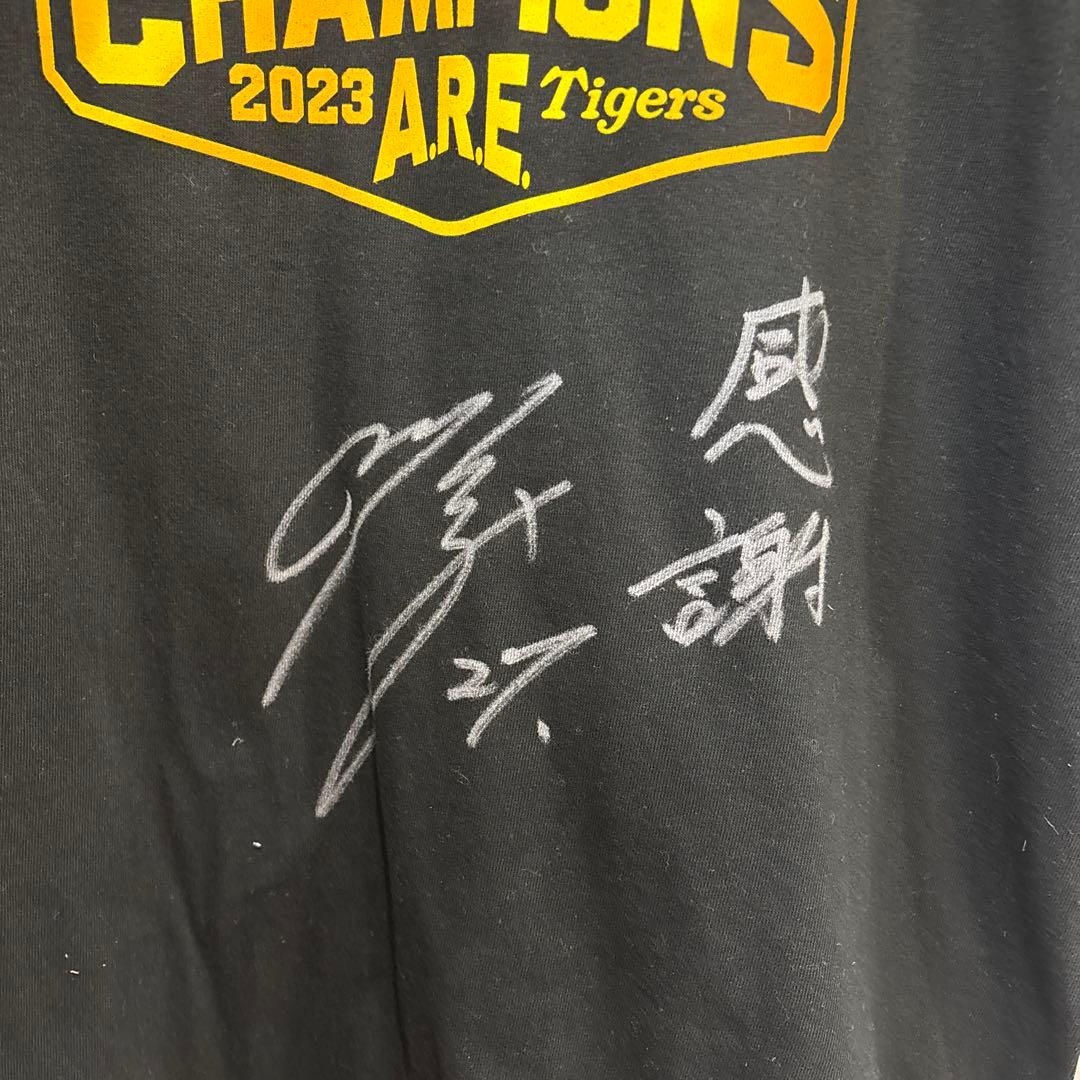 CHAMPIONS
2023 A.R.E. Tigers
感謝
27.